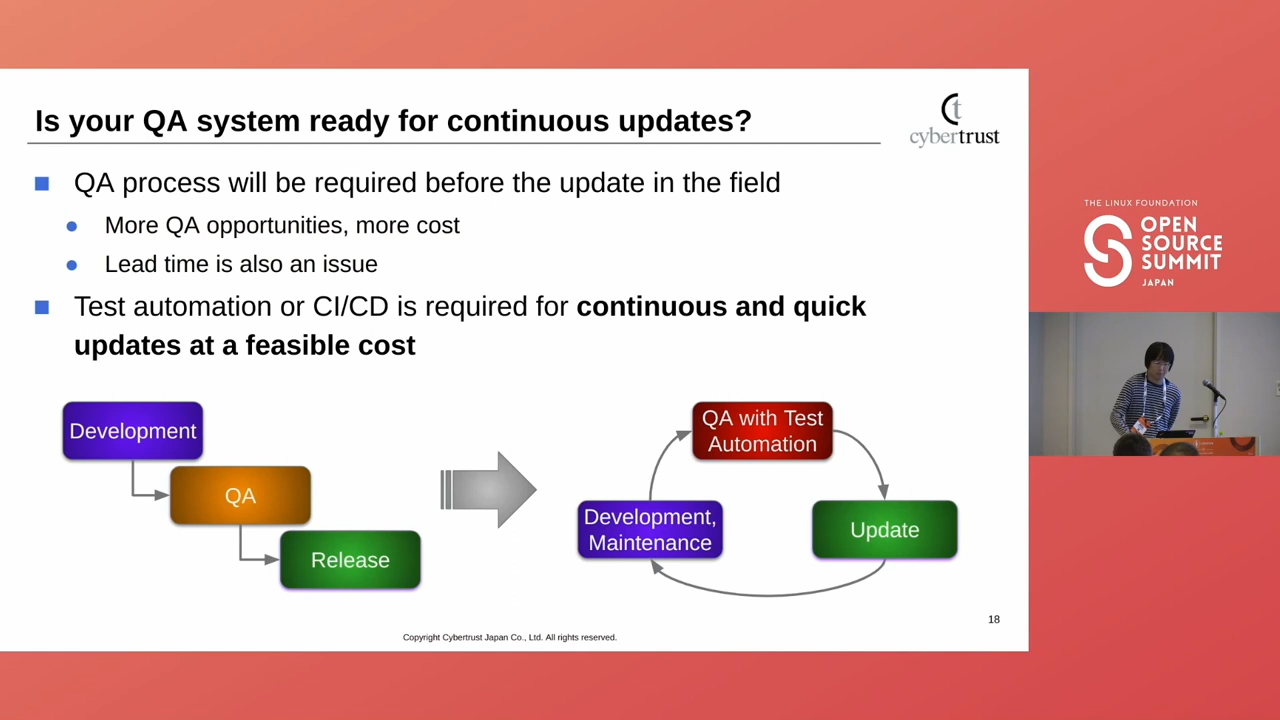 Is your QA system ready for continuous updates?
cybertrust
QA process will be required before the update in the field
More QA opportunities, more cost
Lead time is also an issue
Test automation or CI/CD is required for continuous and quick
updates at a feasible cost
Development
QA
Release
QA with Test
Automation
Development,
Maintenance
Update
18
Copyright Cybertrust Japan Co., Ltd. All rights reserved.
THE LINUX FOUNDATION
OPEN
SOURCE
SUMMIT
JAPAN